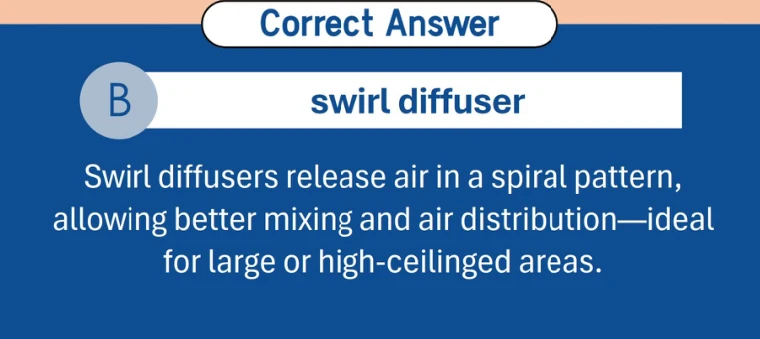 Correct Answer
B
swirl diffuser
Swirl diffusers release air in a spiral pattern,
allowing better mixing and air distribution—ideal
for large or high-ceilinged areas.